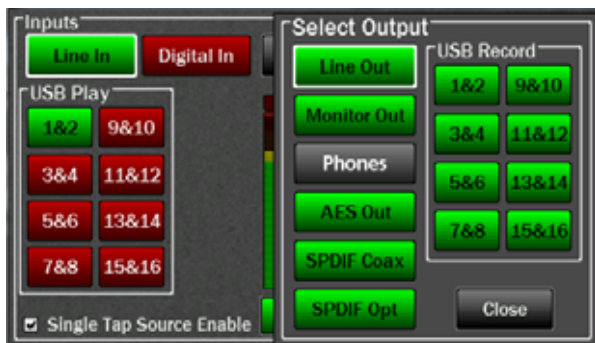 Inputs
Line In
Digital In
USB Play
1&2
9&10
3&4
11&12
5&6
13&14
7&8
15&16
Single Tap Source Enable
Select Output
Line Out
Monitor Out
Phones
AES Out
SPDIF Coax
SPDIF Opt
USB Record
1&2
9&10
3&4
11&12
5&6
13&14
7&8
15&16
Close